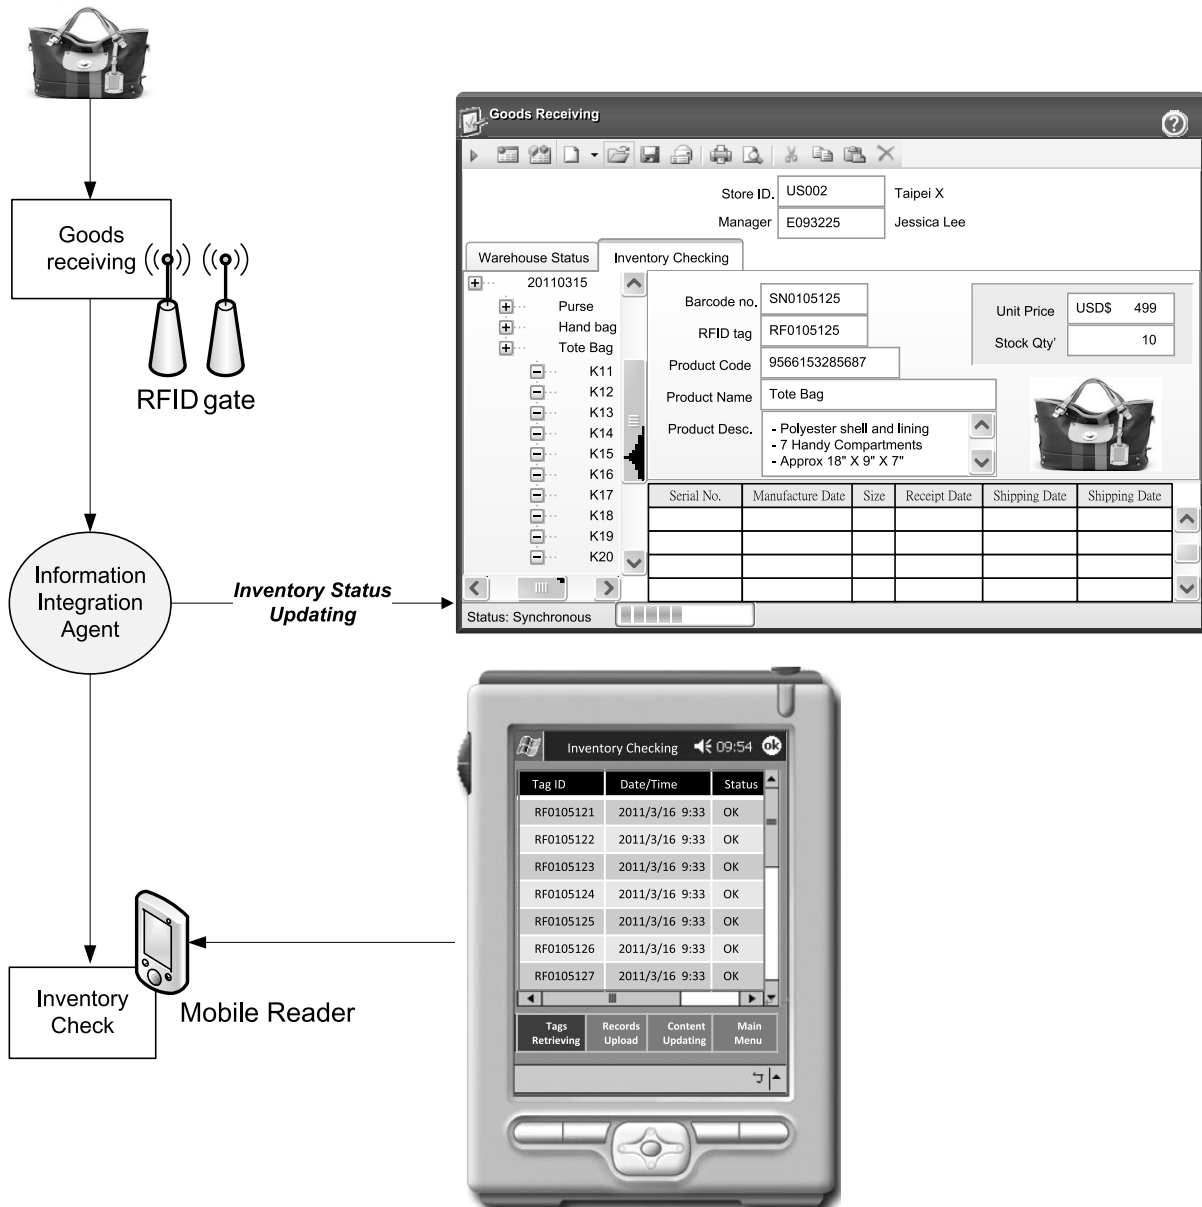 Goods
receiving
RFID gate
Information
Integration
Agent
Inventory Status
Updating
Inventory
Check
Mobile Reader
Goods Receiving
Store ID. US002 Taipei X
Manager E093225 Jessica Lee
Warehouse Status Inventory Checking
20110315
Purse
Hand bag
Tote Bag
K11
K12
K13
K14
K15
K16
K17
K18
K19
K20
Barcode no. SN0105125
RFID tag RF0105125
Product Code 9566153285687
Product Name Tote Bag
Product Desc. - Polyester shell and lining
- 7 Handy Compartments
- Approx 18" X 9" X 7"
Unit Price USD$ 499
Stock Qty' 10
Serial No. Manufacture Date Size Receipt Date Shipping Date Shipping Date
Status: Synchronous
Inventory Checking 09:54 ok
Tag ID Date/Time Status
RF0105121 2011/3/16 9:33 OK
RF0105122 2011/3/16 9:33 OK
RF0105123 2011/3/16 9:33 OK
RF0105124 2011/3/16 9:33 OK
RF0105125 2011/3/16 9:33 OK
RF0105126 2011/3/16 9:33 OK
RF0105127 2011/3/16 9:33 OK
Tags Records Content Main
Retrieving Upload Updating Menu